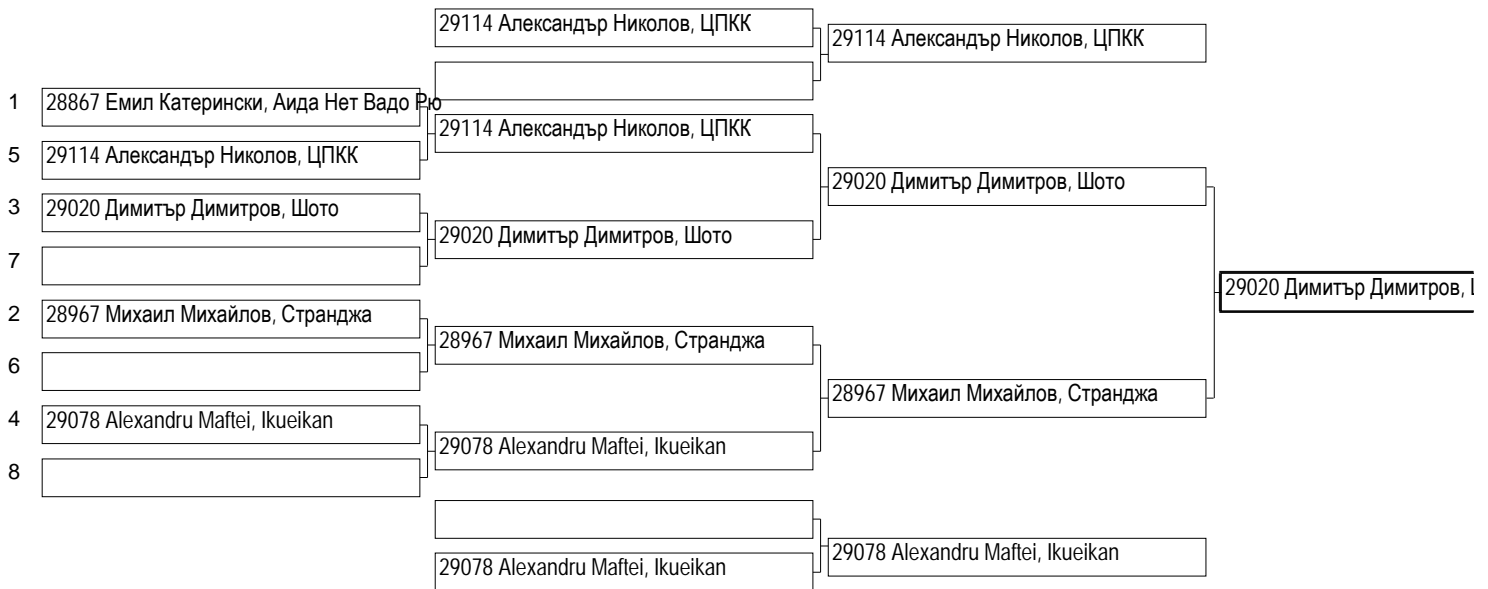 29114 Александър Николов, ЦПКК
29114 Александър Николов, ЦПКК
1 28867 Емил Катерински, Аида Нет Вадо Рю
29114 Александър Николов, ЦПКК
5 29114 Александър Николов, ЦПКК
29020 Димитър Димитров, Шото
3 29020 Димитър Димитров, Шото
29020 Димитър Димитров, Шото
7
29020 Димитър Димитров,
2 28967 Михаил Михайлов, Странджа
28967 Михаил Михайлов, Странджа
6
28967 Михаил Михайлов, Странджа
4 29078 Alexandru Maftei, Ikueikan
29078 Alexandru Maftei, Ikueikan
8
29078 Alexandru Maftei, Ikueikan
29078 Alexandru Maftei, Ikueikan